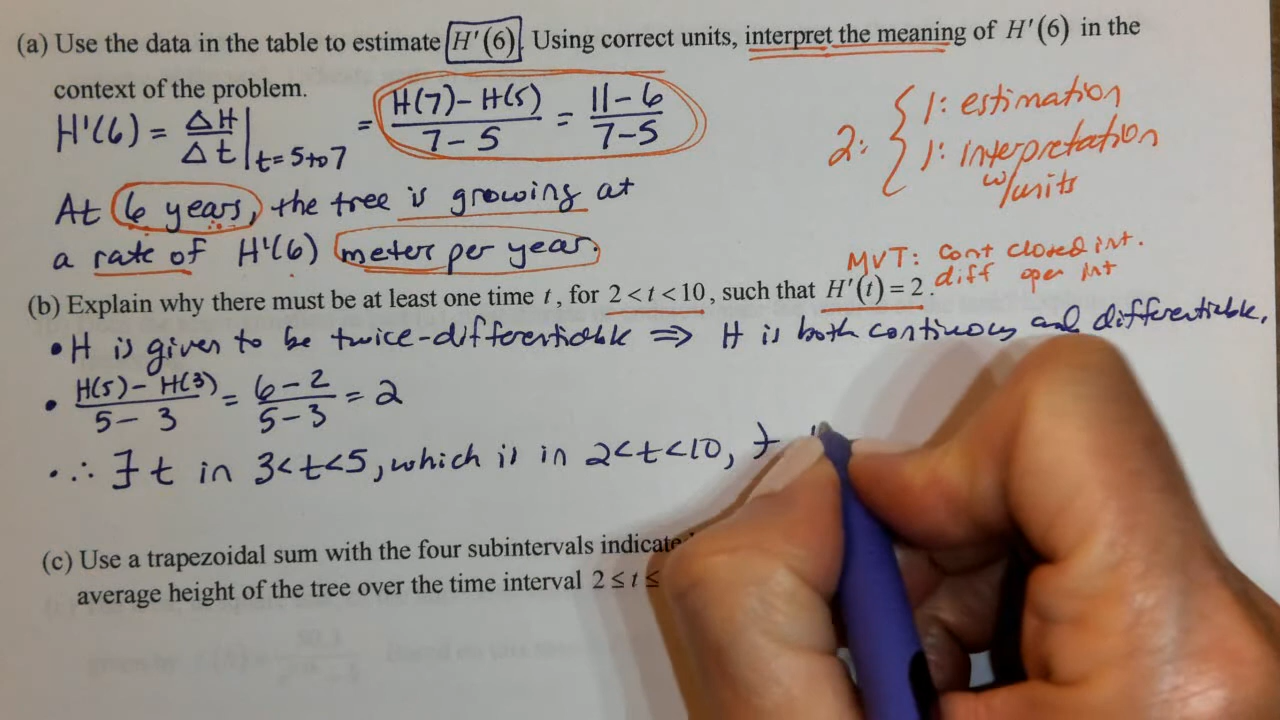 (a) Use the data in the table to estimate H'(6). Using correct units, interpret the meaning of H'(6) in the
context of the problem.
H'(6) = ΔH/Δt | t=5 to 7 = H(7)-H(5)/7-5 = 11-6/7-5
2: { 1: estimation
1: interpretation
w/units
At 6 years, the tree is growing at
a rate of H'(6) meter per year.
MVT: cont closed int.
diff open int
(b) Explain why there must be at least one time t, for 2 < t < 10, such that H'(t) = 2.
• H is given to be twice-differentiable ⇒ H is both continuous and differentiable.
• H(5)-H(3)/5-3 = 6-2/5-3 = 2
• ∴ ∃ t in 3<t<5, which is in 2<t<10,
(c) Use a trapezoidal sum with the four subintervals indicate
average height of the tree over the time interval 2 ≤ t ≤